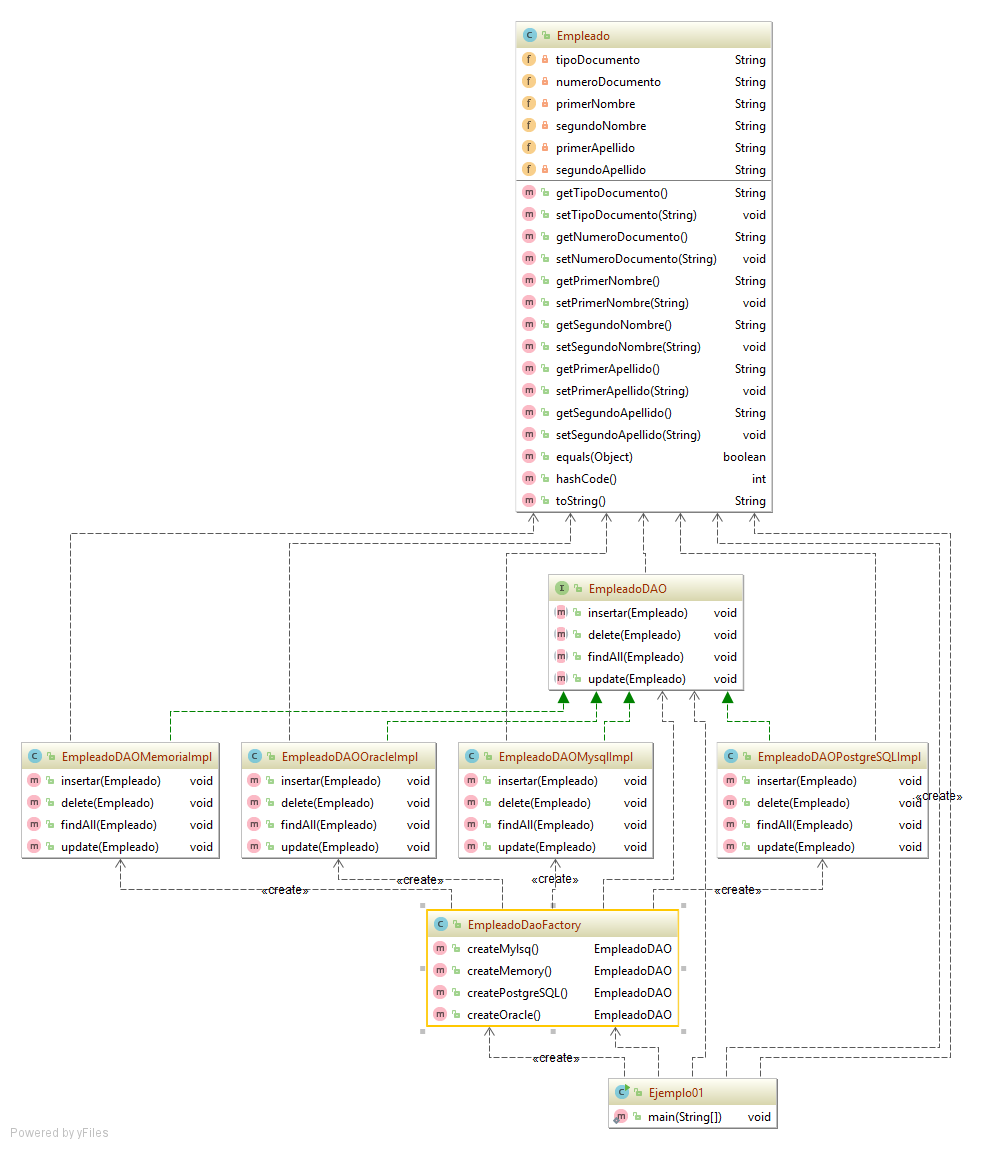 Empleado
tipoDocumento String
numeroDocumento String
primerNombre String
segundoNombre String
primerApellido String
segundoApellido String
getTipoDocumento() String
setTipoDocumento(String) void
getNumeroDocumento() String
setNumeroDocumento(String) void
getPrimerNombre() String
setPrimerNombre(String) void
getSegundoNombre() String
setSegundoNombre(String) void
getPrimerApellido() String
setPrimerApellido(String) void
getSegundoApellido() String
setSegundoApellido(String) void
equals(Object) boolean
hashCode() int
toString() String
EmpleadoDAO
insertar(Empleado) void
delete(Empleado) void
findAll(Empleado) void
update(Empleado) void
EmpleadoDAOMemoriaImpl
insertar(Empleado) void
delete(Empleado) void
findAll(Empleado) void
update(Empleado) void
EmpleadoDAOOracleImpl
insertar(Empleado) void
delete(Empleado) void
findAll(Empleado) void
update(Empleado) void
EmpleadoDAOMysqlImpl
insertar(Empleado) void
delete(Empleado) void
findAll(Empleado) void
update(Empleado) void
EmpleadoDAOPostgreSQLImpl
insertar(Empleado) void
delete(Empleado) void
findAll(Empleado) void
update(Empleado) void
«create»
«create»
«create»
«create»
«create»
EmpleadoDaoFactory
createMylsq() EmpleadoDAO
createMemory() EmpleadoDAO
createPostgreSQL() EmpleadoDAO
createOracle() EmpleadoDAO
«create»
Ejemplo01
main(String[]) void
Powered by yFiles